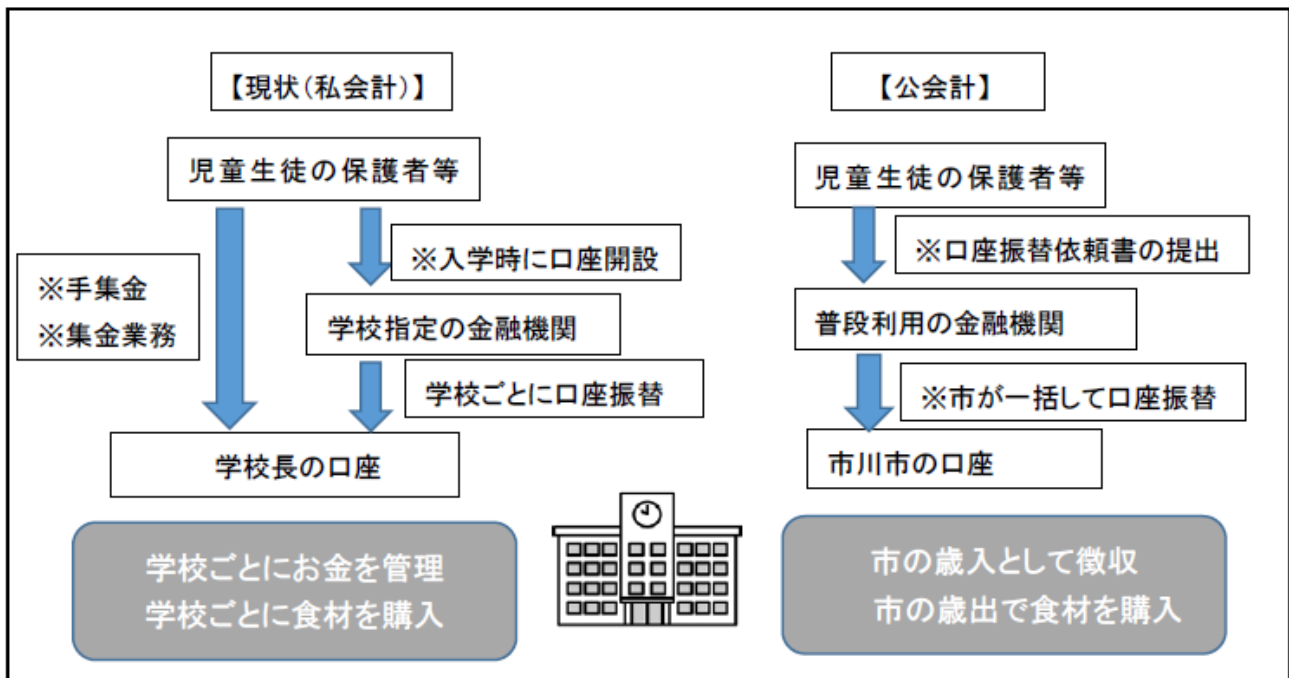 【現状(私会計)】
児童生徒の保護者等
※入学時に口座開設
※手集金
※集金業務
学校指定の金融機関
学校ごとに口座振替
学校長の口座
学校ごとにお金を管理
学校ごとに食材を購入
【公会計】
児童生徒の保護者等
※口座振替依頼書の提出
普段利用の金融機関
※市が一括して口座振替
市川市の口座
市の歳入として徴収
市の歳出で食材を購入